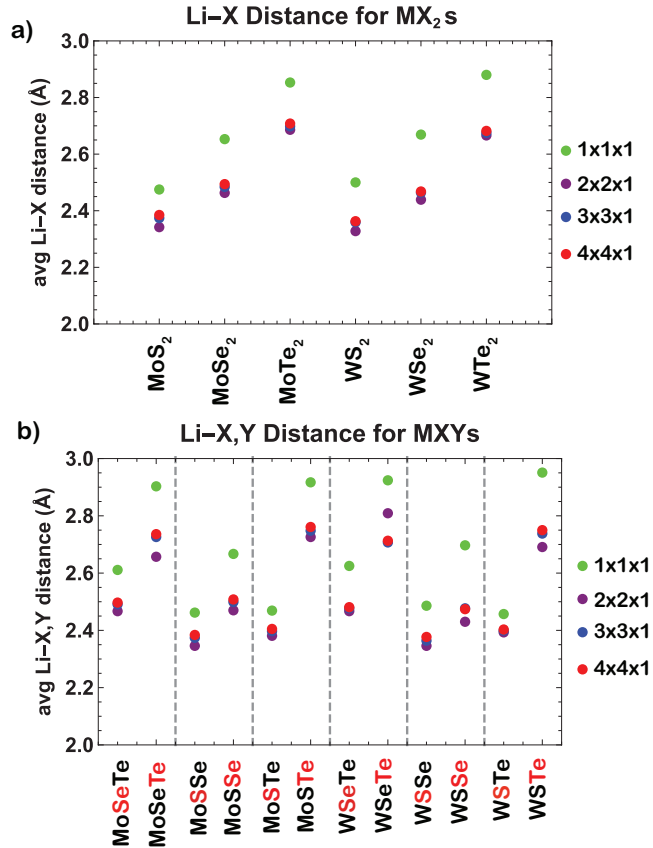 a)
Li–X Distance for MX₂s
avg Li–X distance (Å)
3.0
2.8
2.6
2.4
2.2
2.0
MoS₂
MoSe₂
MoTe₂
WS₂
WSe₂
WTe₂
1x1x1
2x2x1
3x3x1
4x4x1
b)
Li–X,Y Distance for MXYs
avg Li–X,Y distance (Å)
3.0
2.8
2.6
2.4
2.2
2.0
MoSeTe
MoSeTe
MoSSe
MoSSe
MoSTe
MoSTe
WSeTe
WSeTe
WSSe
WSSe
WSTe
WSTe
1x1x1
2x2x1
3x3x1
4x4x1